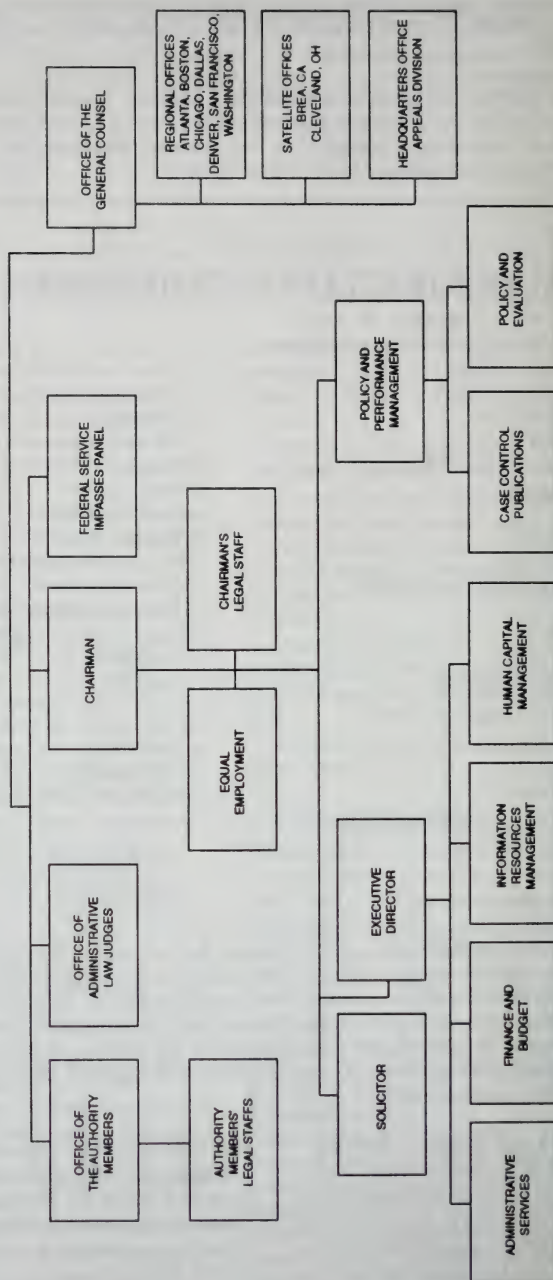 OFFICE OF THE
GENERAL COUNSEL
OFFICE OF
THE AUTHORITY
MEMBERS
OFFICE OF
ADMINISTRATIVE
LAW JUDGES
CHAIRMAN
FEDERAL SERVICE
IMPASSES PANEL
REGIONAL OFFICES
ATLANTA, BOSTON,
CHICAGO, DALLAS,
DENVER, SAN FRANCISCO,
WASHINGTON
SATELLITE OFFICES
BREA, CA
CLEVELAND, OH
HEADQUARTERS OFFICE
APPEALS DIVISION
AUTHORITY
MEMBERS'
LEGAL STAFFS
EQUAL
EMPLOYMENT
CHAIRMAN'S
LEGAL STAFF
SOLICITOR
EXECUTIVE
DIRECTOR
POLICY AND
PERFORMANCE
MANAGEMENT
ADMINISTRATIVE
SERVICES
FINANCE AND
BUDGET
INFORMATION
RESOURCES
MANAGEMENT
HUMAN CAPITAL
MANAGEMENT
CASE CONTROL
PUBLICATIONS
POLICY AND
EVALUATION